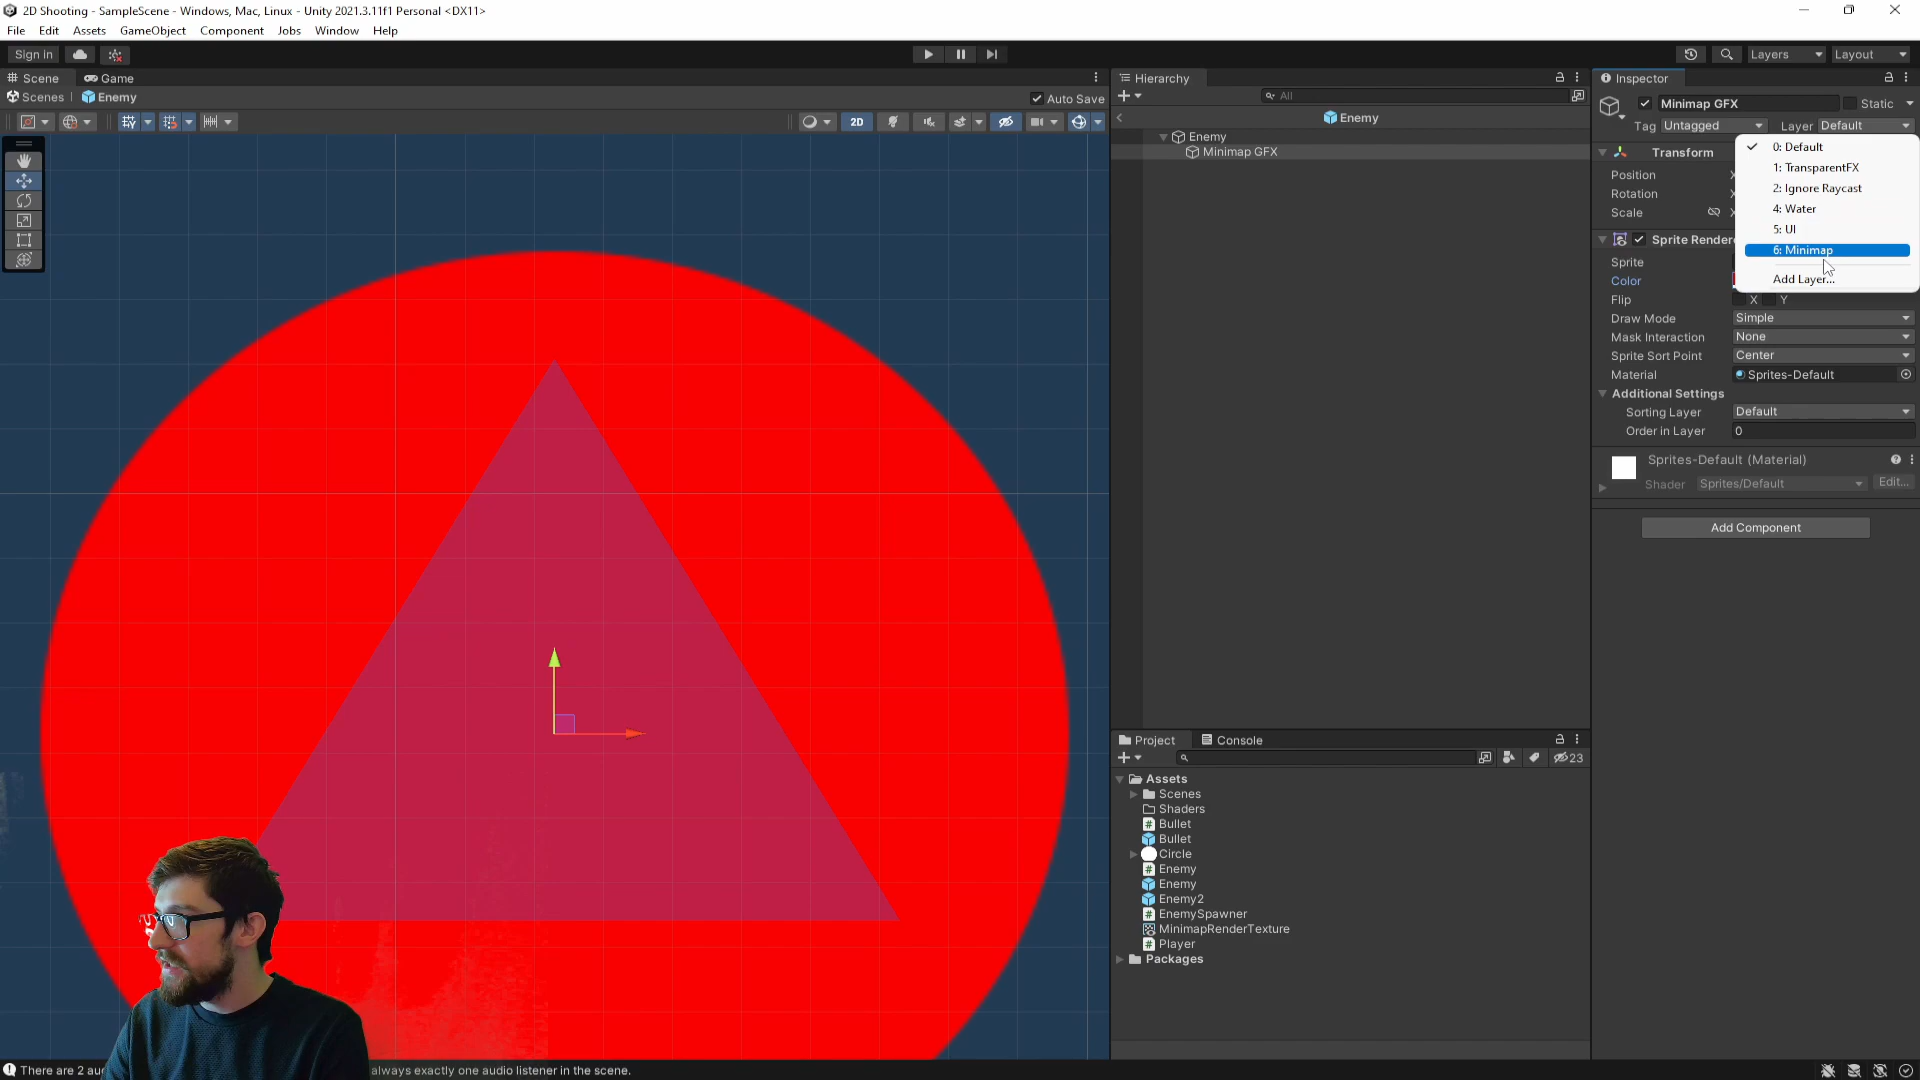 2D Shooting - SampleScene - Windows, Mac, Linux - Unity 2021.3.11f1 Personal <DX11>
File Edit Assets GameObject Component Jobs Window Help
Sign in Layers Layout
Scene Game Hierarchy Inspector
Scenes Enemy Auto Save All
Minimap GFX Static
2D Enemy
Tag Untagged Layer Default
Enemy
Minimap GFX
0: Default
1: TransparentFX
2: Ignore Raycast
4: Water
5: UI
6: Minimap
Add Layer...
Transform
Position X
Rotation X
Scale X
Sprite Rendere
Sprite
Color
Flip X Y
Draw Mode Simple
Mask Interaction None
Sprite Sort Point Center
Material Sprites-Default
Additional Settings
Sorting Layer Default
Order in Layer 0
Sprites-Default (Material)
Shader Sprites/Default Edit...
Add Component
Project Console
23
Assets
Scenes
Shaders
Bullet
Bullet
Circle
Enemy
Enemy
Enemy2
EnemySpawner
MinimapRenderTexture
Player
Packages
There are 2 au always exactly one audio listener in the scene.